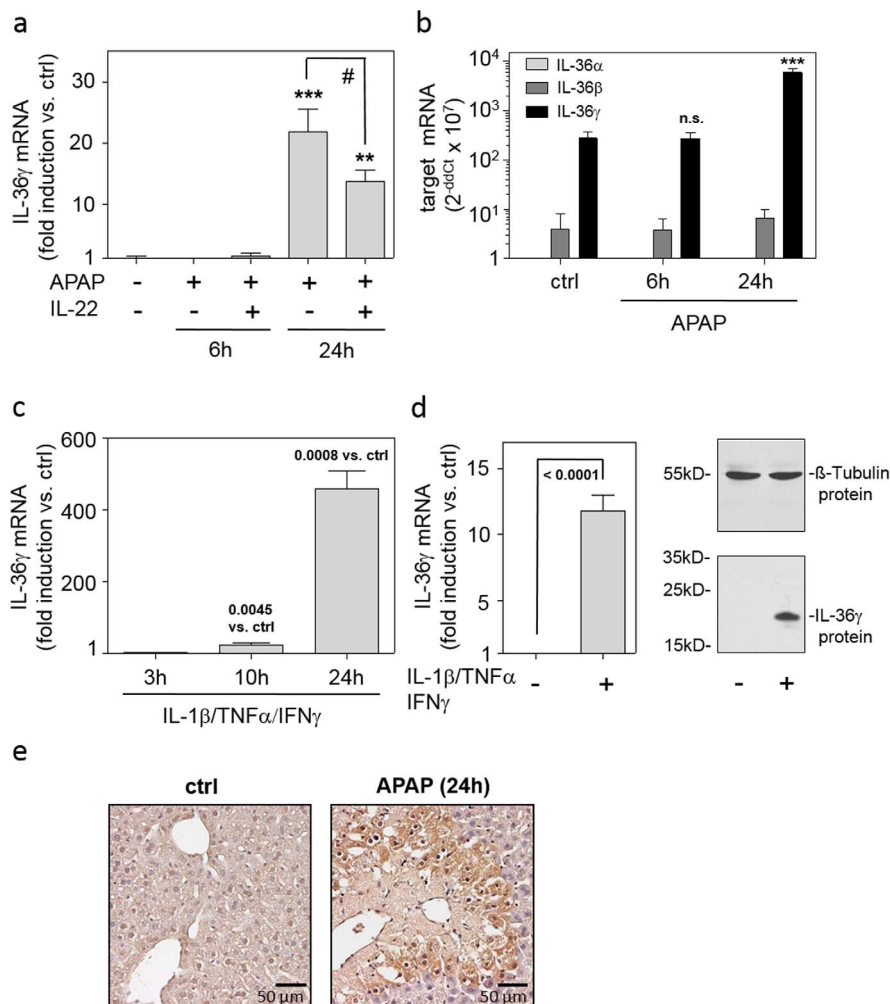 a
IL-36γ mRNA
(fold induction vs. ctrl)
30
20
10
1
***
#
**
APAP - + + + +
IL-22 - - + - +
6h 24h
b
target mRNA
(2-ddCt x 10⁷)
10⁴
10³
10²
10¹
1
IL-36α
IL-36β
IL-36γ
n.s.
***
ctrl 6h 24h
APAP
c
IL-36γ mRNA
(fold induction vs. ctrl)
600
400
200
1
0.0045
vs. ctrl
0.0008 vs. ctrl
3h 10h 24h
IL-1β/TNFα/IFNγ
d
IL-36γ mRNA
(fold induction vs. ctrl)
15
12
5
1
< 0.0001
IL-1β/TNFα
IFNγ
- +
55kD-
-ß-Tubulin
protein
35kD-
25kD-
-IL-36γ
protein
15kD-
- +
e
ctrl
50 µm
APAP (24h)
50 µm